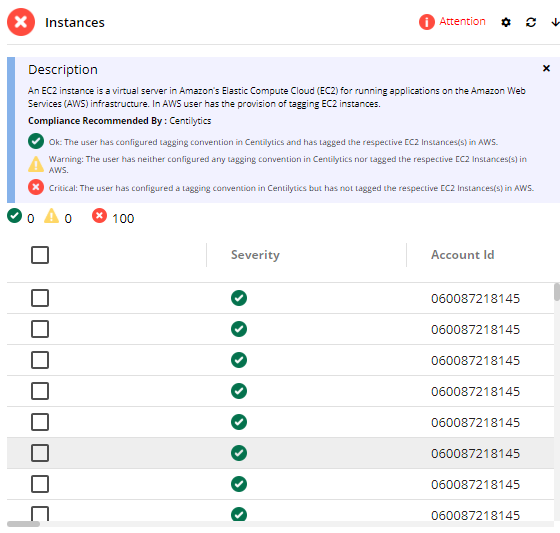 Instances
Attention
Description
An EC2 instance is a virtual server in Amazon's Elastic Compute Cloud (EC2) for running applications on the Amazon Web
Services (AWS) infrastructure. In AWS user has the provision of tagging EC2 instances.
Compliance Recommended By : Centilytics
Ok: The user has configured tagging convention in Centilytics and has tagged the respective EC2 Instances(s) in AWS.
Warning: The user has neither configured any tagging convention in Centilytics nor tagged the respective EC2 Instances(s) in
AWS.
Critical: The user has configured a tagging convention in Centilytics but has not tagged the respective EC2 Instances(s) in AWS.
0 0 100
Severity Account Id
060087218145
060087218145
060087218145
060087218145
060087218145
060087218145
060087218145
060087218145